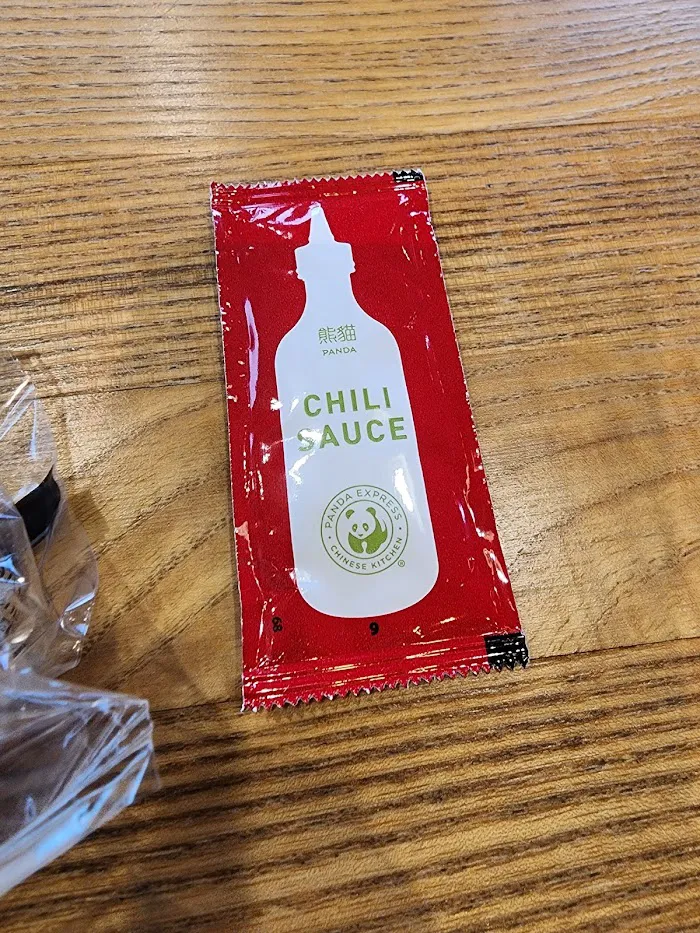 熊貓
PANDA
CHILI
SAUCE
PANDA EXPRESS
CHINESE KITCHEN
®
9